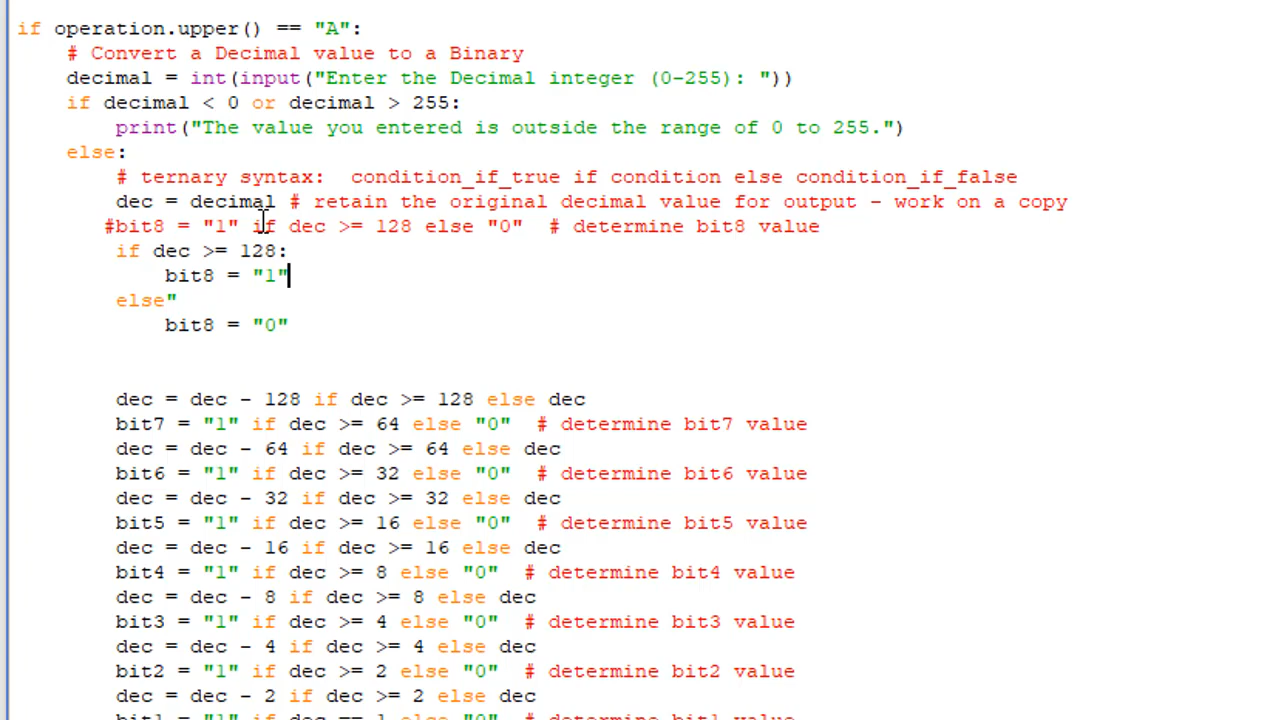 if operation.upper() == "A":
    # Convert a Decimal value to a Binary
    decimal = int(input("Enter the Decimal integer (0-255): "))
    if decimal < 0 or decimal > 255:
        print("The value you entered is outside the range of 0 to 255.")
    else:
        # ternary syntax:  condition_if_true if condition else condition_if_false
        dec = decimal # retain the original decimal value for output - work on a copy
       #bit8 = "1" if dec >= 128 else "0"  # determine bit8 value
        if dec >= 128:
            bit8 = "1"
        else"
            bit8 = "0"
        dec = dec - 128 if dec >= 128 else dec
        bit7 = "1" if dec >= 64 else "0"  # determine bit7 value
        dec = dec - 64 if dec >= 64 else dec
        bit6 = "1" if dec >= 32 else "0"  # determine bit6 value
        dec = dec - 32 if dec >= 32 else dec
        bit5 = "1" if dec >= 16 else "0"  # determine bit5 value
        dec = dec - 16 if dec >= 16 else dec
        bit4 = "1" if dec >= 8 else "0"  # determine bit4 value
        dec = dec - 8 if dec >= 8 else dec
        bit3 = "1" if dec >= 4 else "0"  # determine bit3 value
        dec = dec - 4 if dec >= 4 else dec
        bit2 = "1" if dec >= 2 else "0"  # determine bit2 value
        dec = dec - 2 if dec >= 2 else dec
        bit1 = "1" if dec == 1 else "0"  # determine bit1 value